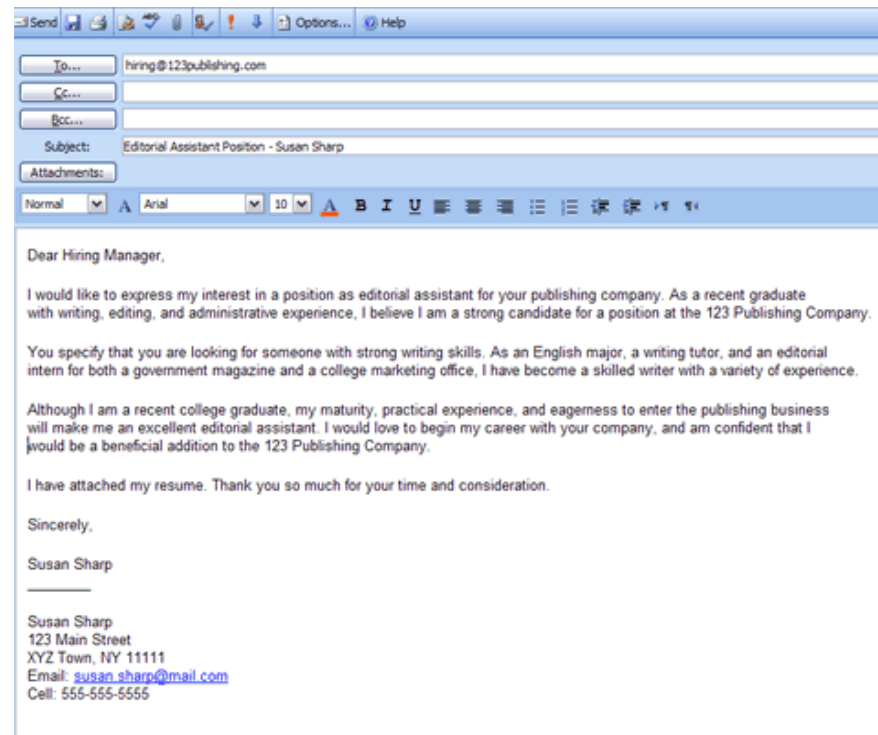 Send Options... Help
To... hiring@123publishing.com
Cc...
Bcc...
Subject: Editorial Assistant Position - Susan Sharp
Attachments:
Normal A Arial 10 A B I U
Dear Hiring Manager,
I would like to express my interest in a position as editorial assistant for your publishing company. As a recent graduate
with writing, editing, and administrative experience, I believe I am a strong candidate for a position at the 123 Publishing Company.
You specify that you are looking for someone with strong writing skills. As an English major, a writing tutor, and an editorial
intern for both a government magazine and a college marketing office, I have become a skilled writer with a variety of experience.
Although I am a recent college graduate, my maturity, practical experience, and eagerness to enter the publishing business
will make me an excellent editorial assistant. I would love to begin my career with your company, and am confident that I
would be a beneficial addition to the 123 Publishing Company.
I have attached my resume. Thank you so much for your time and consideration.
Sincerely,
Susan Sharp
Susan Sharp
123 Main Street
XYZ Town, NY 11111
Email: susan.sharp@mail.com
Cell: 555-555-5555